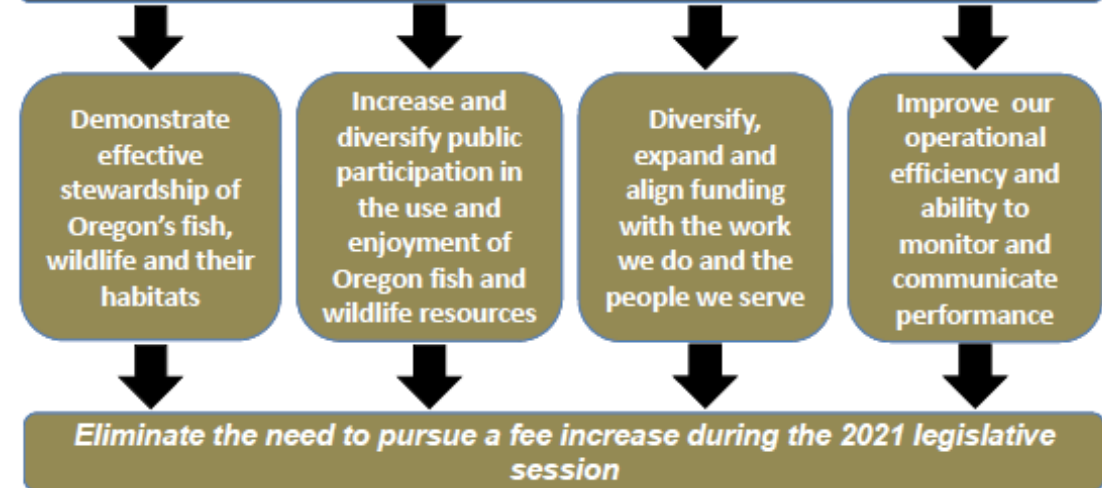 Demonstrate
effective
stewardship of
Oregon’s fish,
wildlife and their
habitats
Increase and
diversify public
participation in
the use and
enjoyment of
Oregon fish and
wildlife resources
Diversify,
expand and
align funding
with the work
we do and the
people we serve
Improve our
operational
efficiency and
ability to
monitor and
communicate
performance
Eliminate the need to pursue a fee increase during the 2021 legislative
session